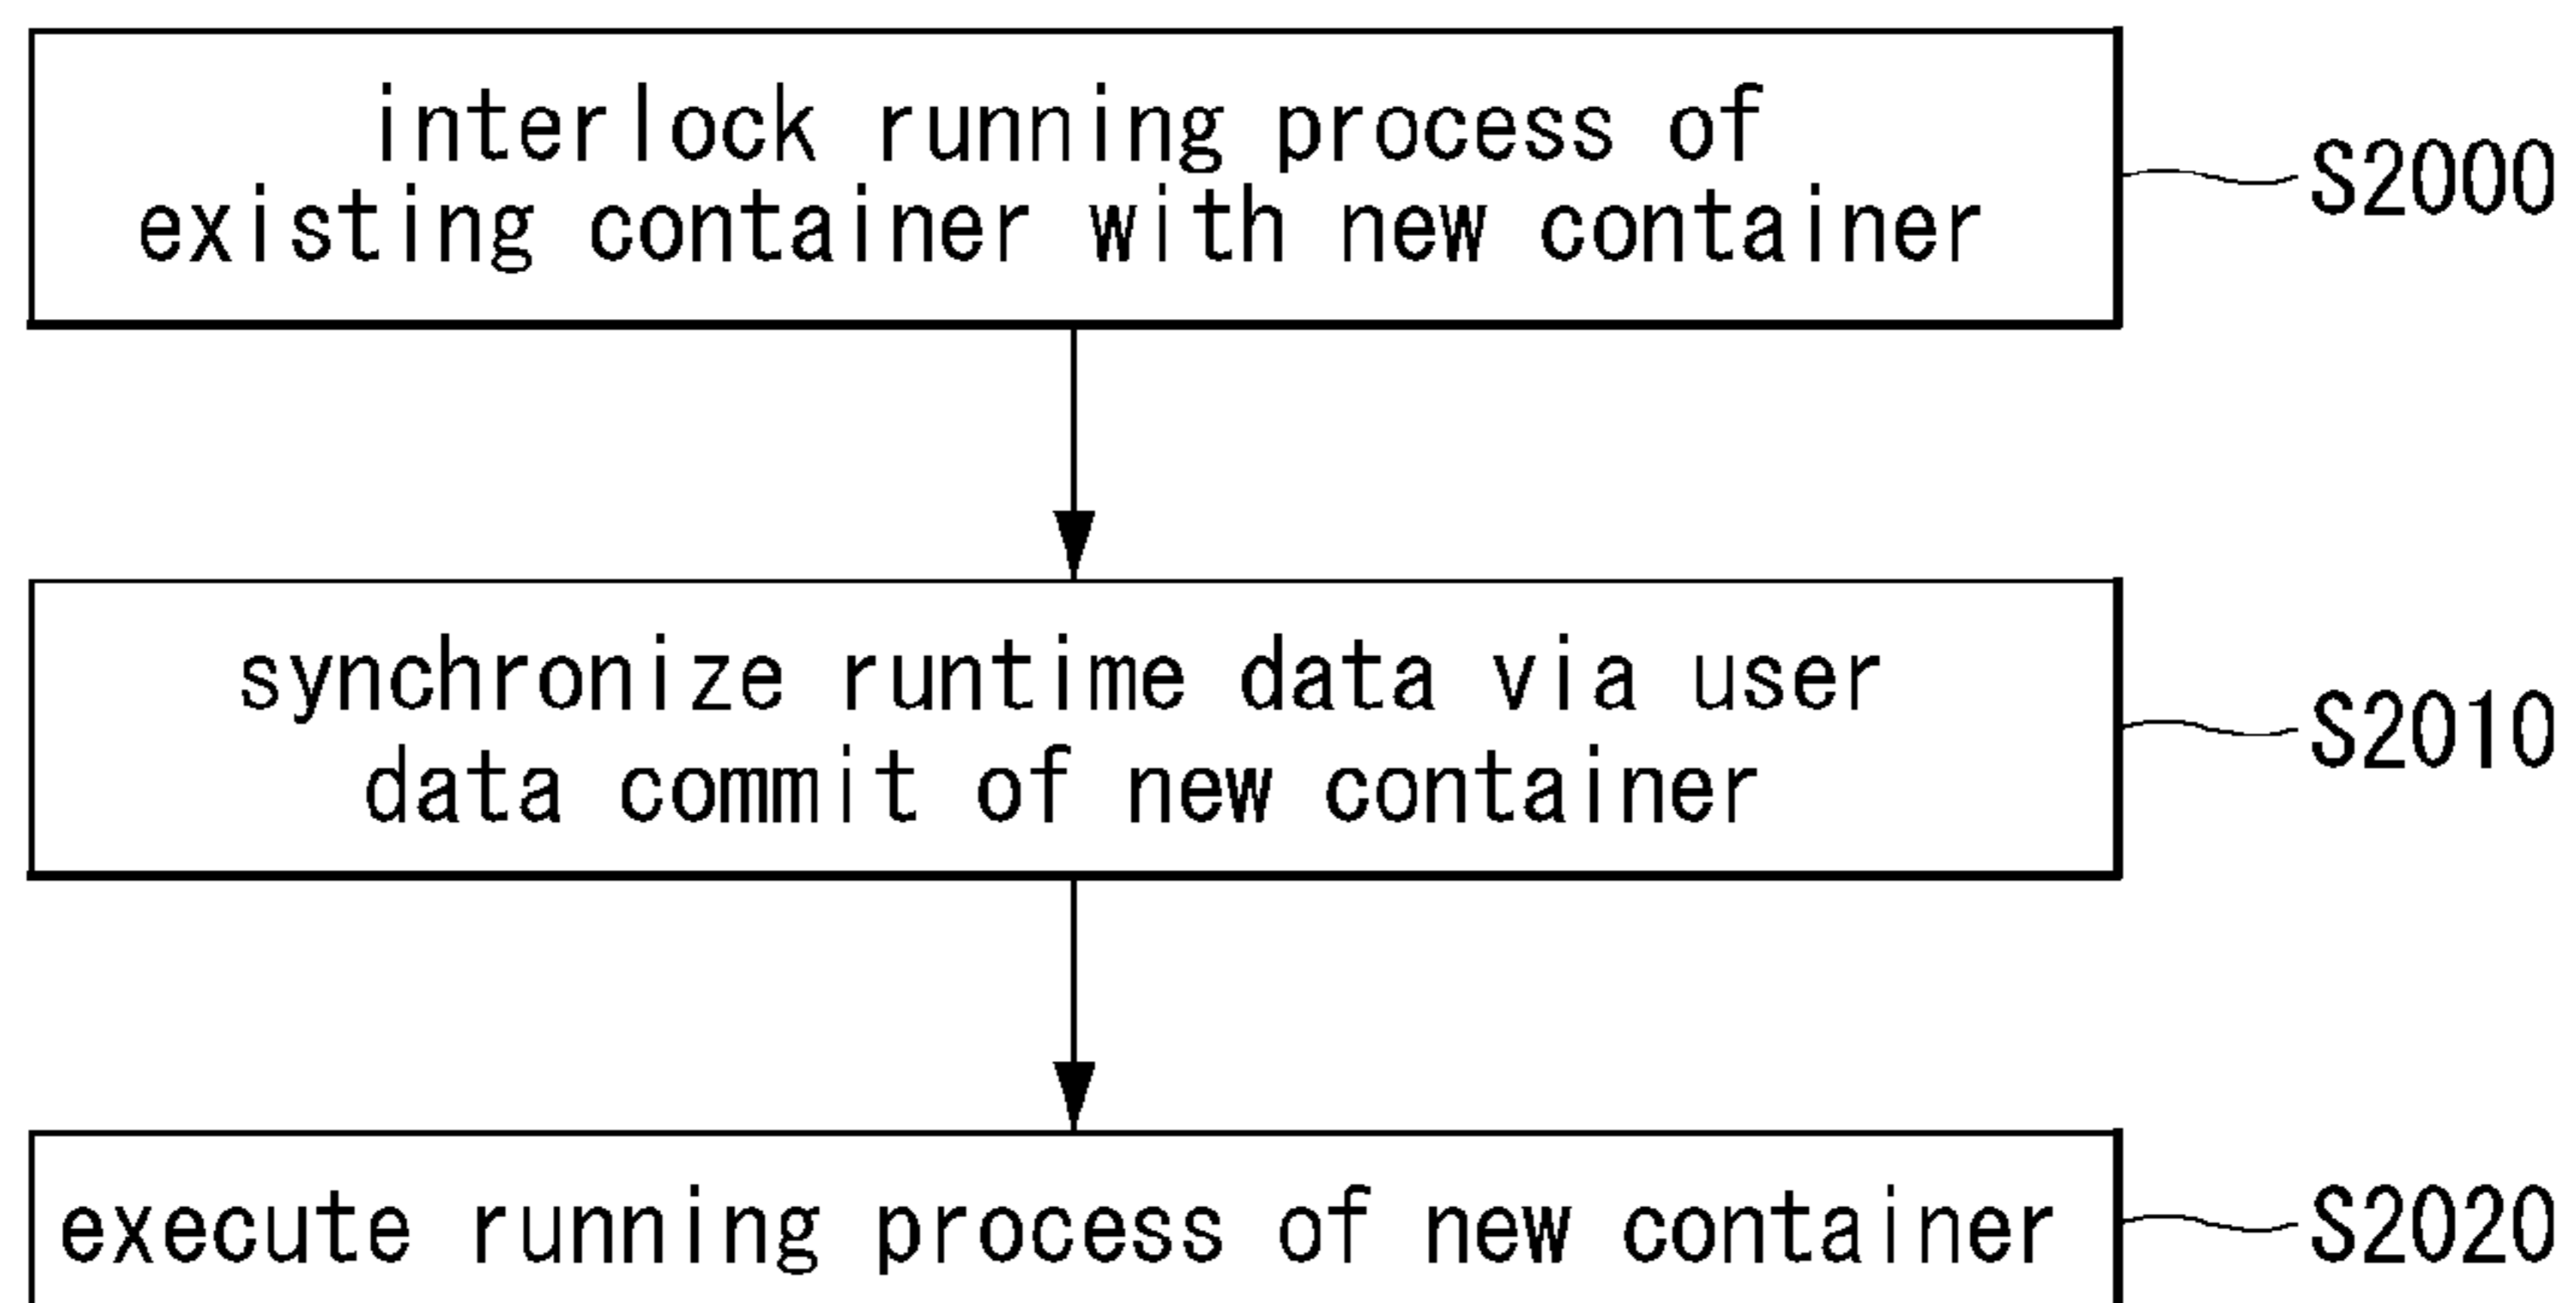 interlock running process of
existing container with new container
S2000
synchronize runtime data via user
data commit of new container
S2010
execute running process of new container
S2020